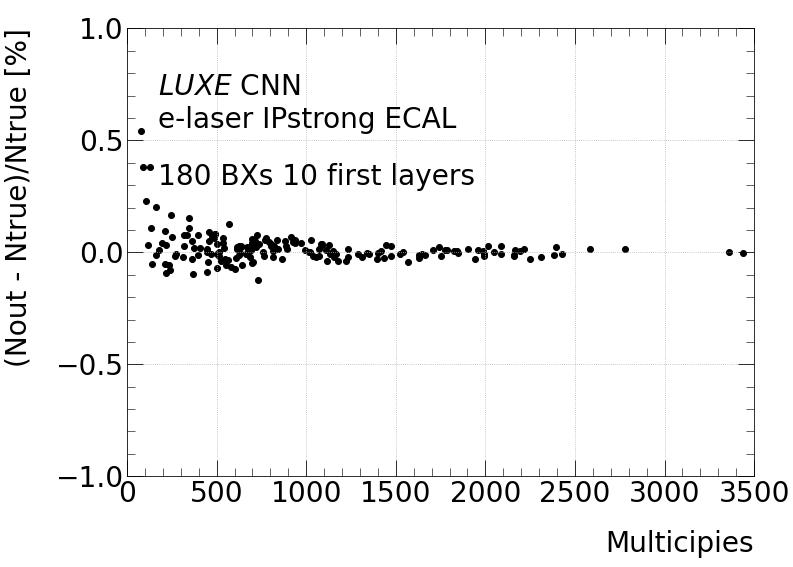 (Nout - Ntrue)/Ntrue [%]
1.0
0.5
0.0
−0.5
−1.0
LUXE CNN
e-laser IPstrong ECAL
180 BXs 10 first layers
0 500 1000 1500 2000 2500 3000 3500
Multicipies